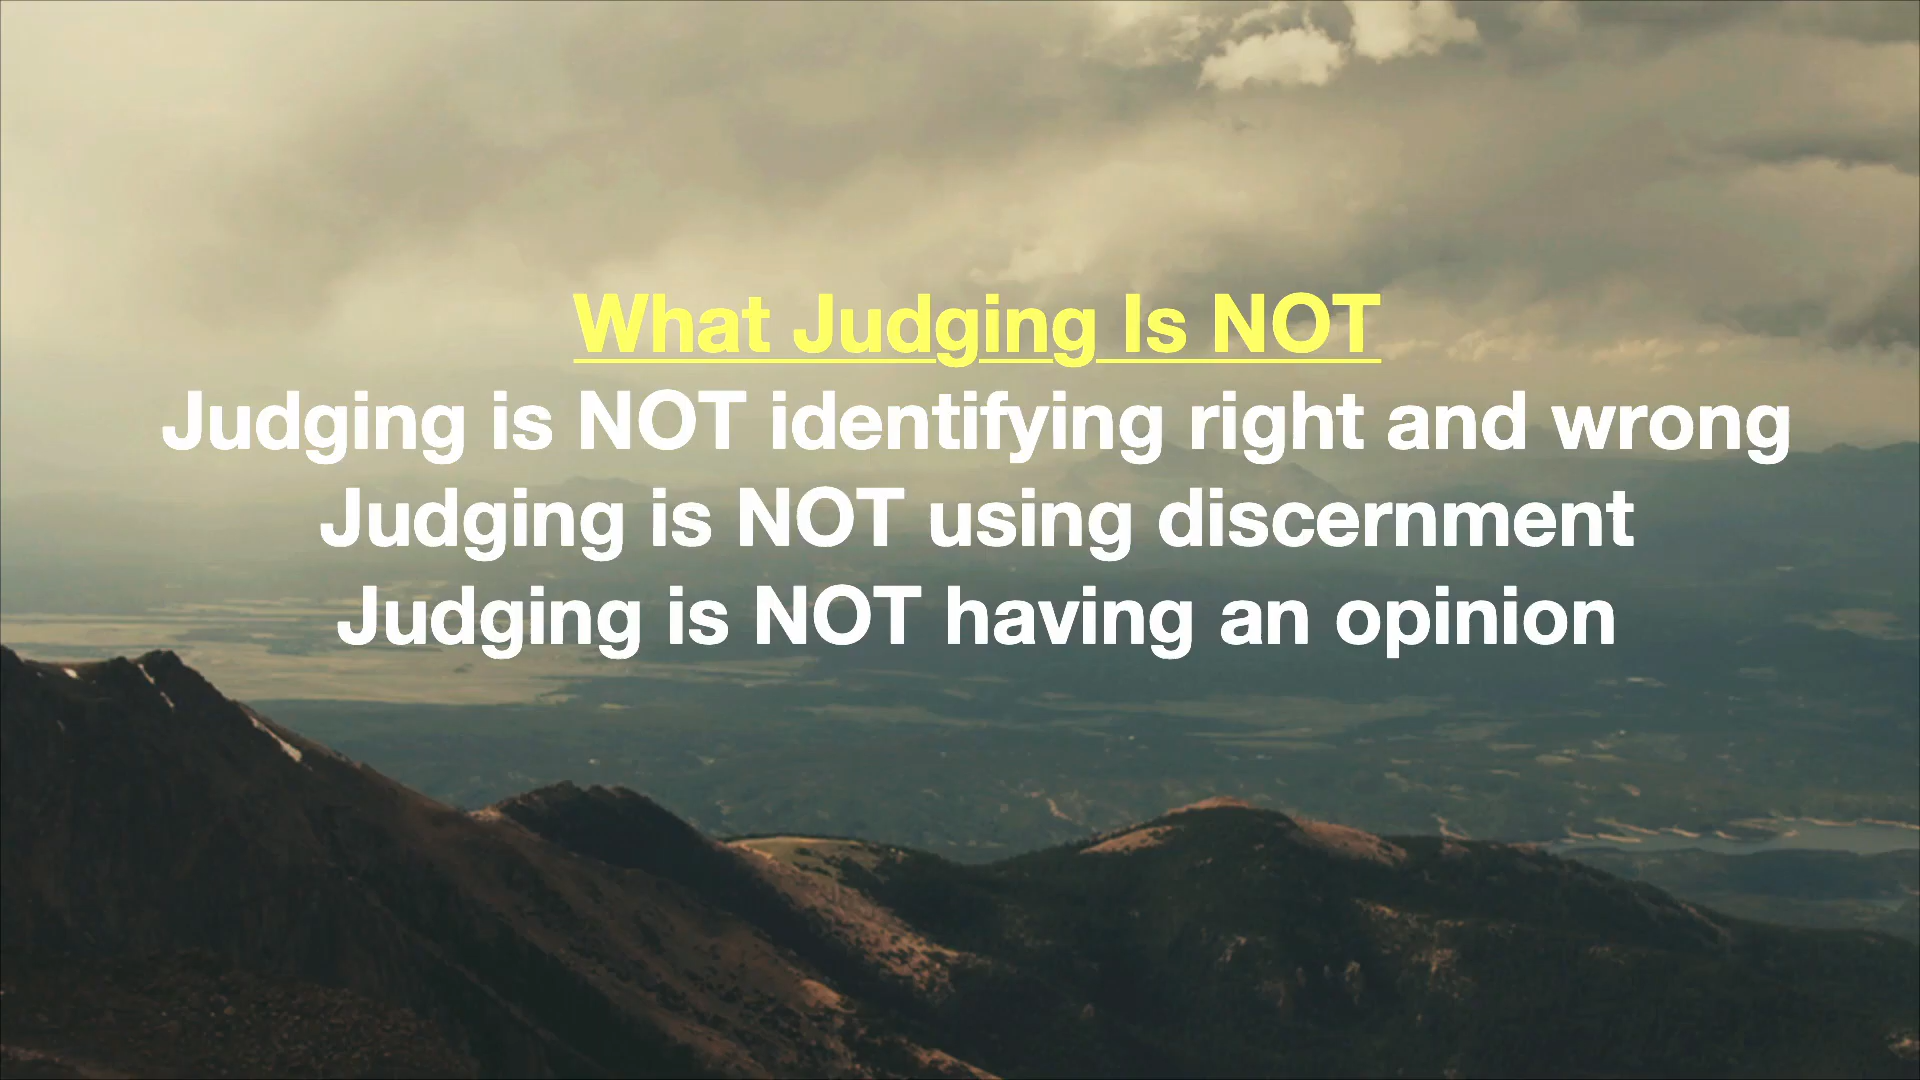 What Judging Is NOT
Judging is NOT identifying right and wrong
Judging is NOT using discernment
Judging is NOT having an opinion